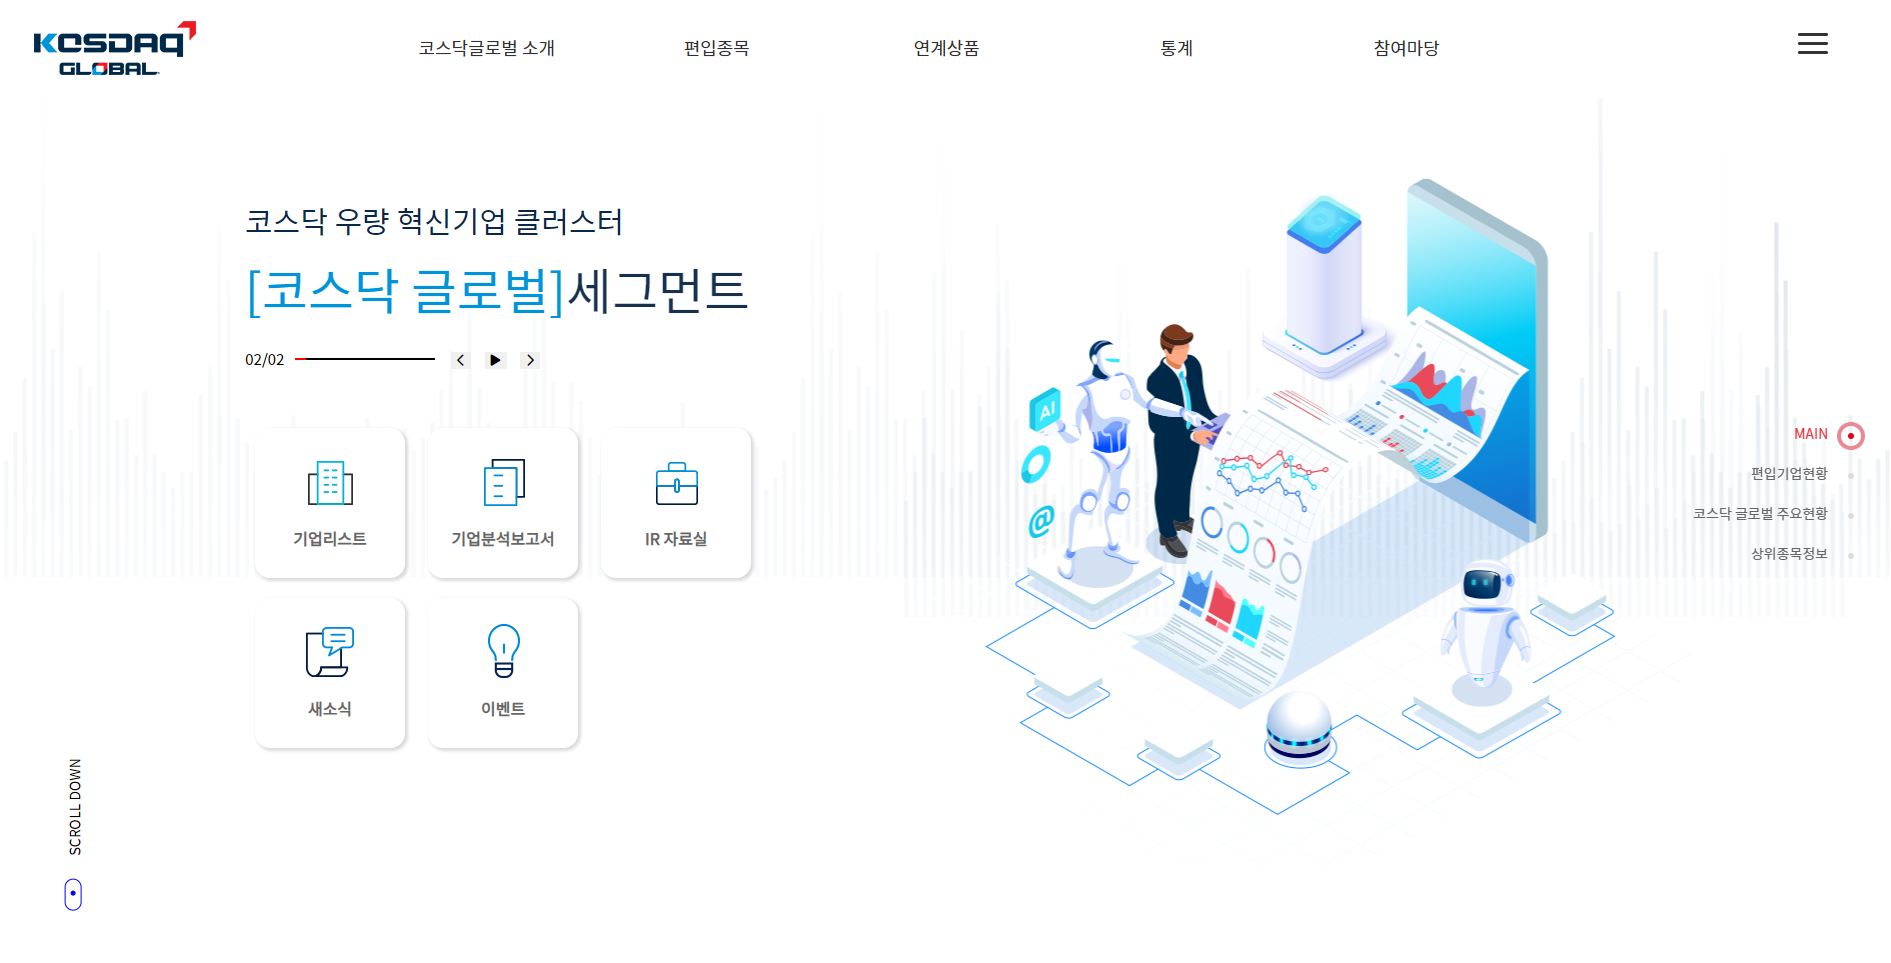 KOSDAQ
GLOBAL
코스닥글로벌 소개
편입종목
연계상품
통계
참여마당
코스닥 우량 혁신기업 클러스터
[코스닥 글로벌]세그먼트
02/02
기업리스트
기업분석보고서
IR 자료실
새소식
이벤트
AI
@
MAIN
편입기업현황
코스닥 글로벌 주요현황
상위종목정보
SCROLL DOWN